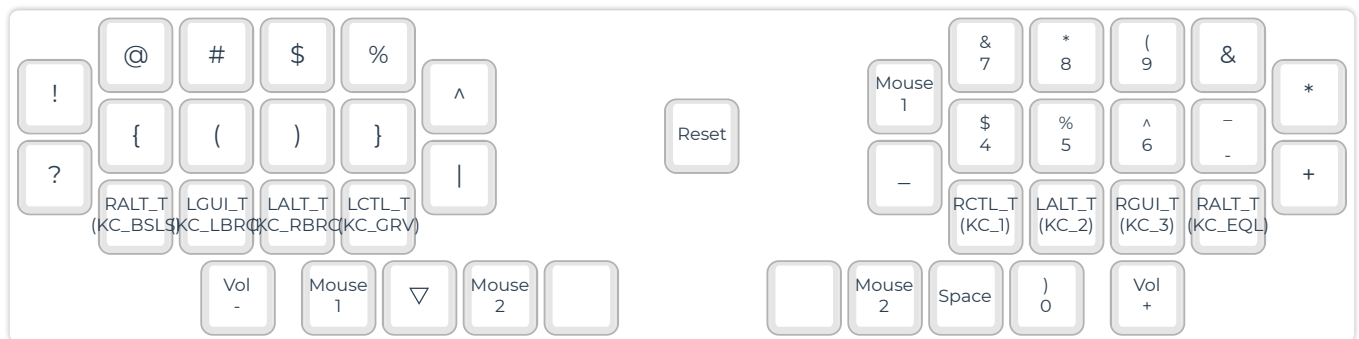 @ # $ %
& 7 * 8 ( 9 &
! ^ Mouse 1 *
{ ( ) } Reset $ 4 % 5 ^ 6 _ -
? | _ +
RALT_T (KC_BSLS) LGUI_T (KC_LBRC) LALT_T (KC_RBRC) LCTL_T (KC_GRV)
RCTL_T (KC_1) LALT_T (KC_2) RGUI_T (KC_3) RALT_T (KC_EQL)
Vol - Mouse 1 ▽ Mouse 2
Mouse 2 Space ) 0 Vol +